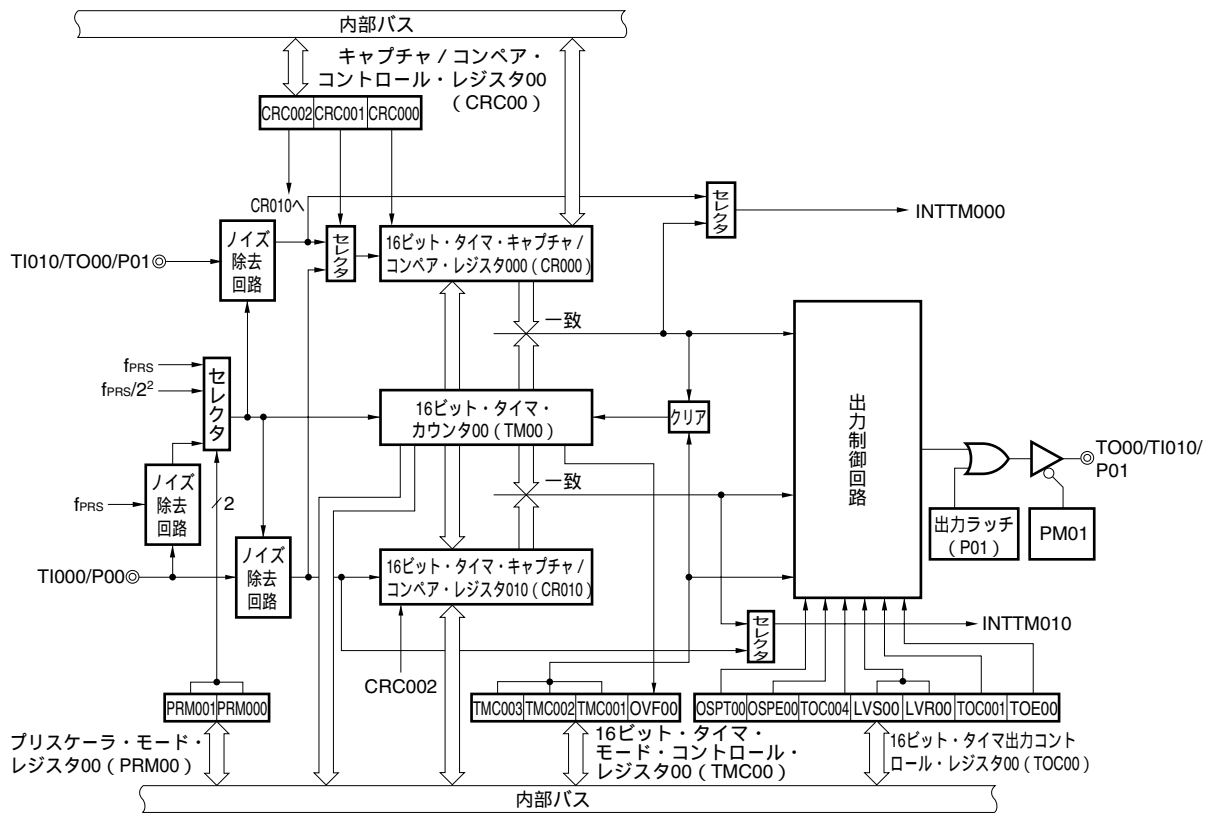 内部バス
キャプチャ / コンペア・
コントロール・レジスタ00
( CRC00 )
CRC002 CRC001 CRC000
CR010へ
セレクタ
INTTM000
TI010/TO00/P01
ノイズ
除去
回路
セレクタ
16ビット・タイマ・キャプチャ /
コンペア・レジスタ000 ( CR000 )
一致
fPRS
fPRS/2²
セレクタ
16ビット・タイマ・
カウンタ00 ( TM00 )
クリア
出力制御回路
TO00/TI010/
P01
fPRS
ノイズ
除去
回路
2
一致
出力ラッチ
( P01 )
PM01
TI000/P00
ノイズ
除去
回路
16ビット・タイマ・キャプチャ /
コンペア・レジスタ010 ( CR010 )
セレクタ
INTTM010
CRC002
PRM001 PRM000
TMC003 TMC002 TMC001 OVF00
OSPT00 OSPE00 TOC004 LVS00 LVR00 TOC001 TOE00
プリスケーラ・モード・
レジスタ00 ( PRM00 )
16ビット・タイマ・
モード・コントロール・
レジスタ00 ( TMC00 )
16ビット・タイマ出力コント
ロール・レジスタ00 ( TOC00 )
内部バス